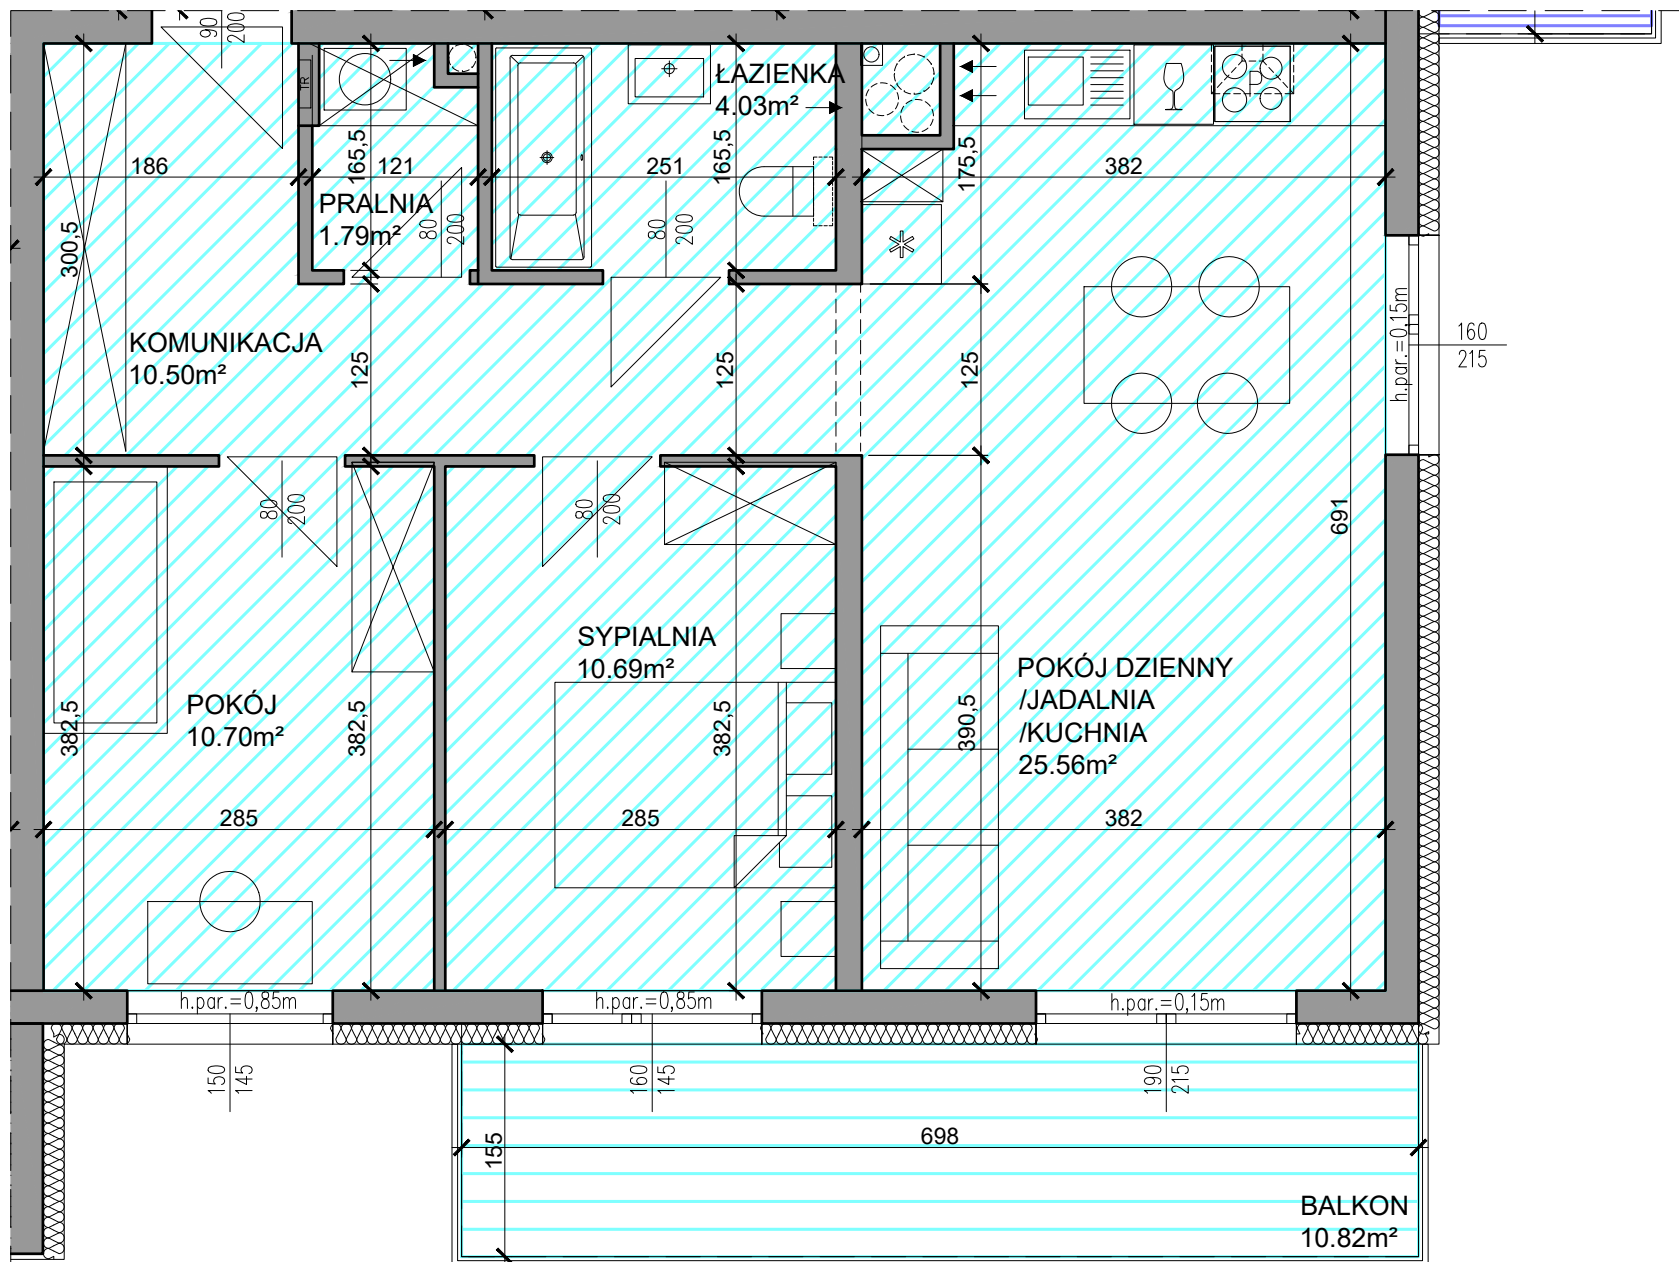 90
200
TR
ŁAZIENKA
4.03m²
P
186
165,5
121
251
165,5
175,5
382
PRALNIA
1.79m²
80
200
80
200
300,5
KOMUNIKACJA
10.50m²
125
125
125
h.par.=0,15m
160
215
80
200
80
200
691
SYPIALNIA
10.69m²
POKÓJ
10.70m²
POKÓJ DZIENNY
/JADALNIA
/KUCHNIA
25.56m²
382,5
382,5
382,5
390,5
285
285
382
h.par.=0,85m
h.par.=0,85m
h.par.=0,15m
150
145
160
145
190
215
155
698
BALKON
10.82m²